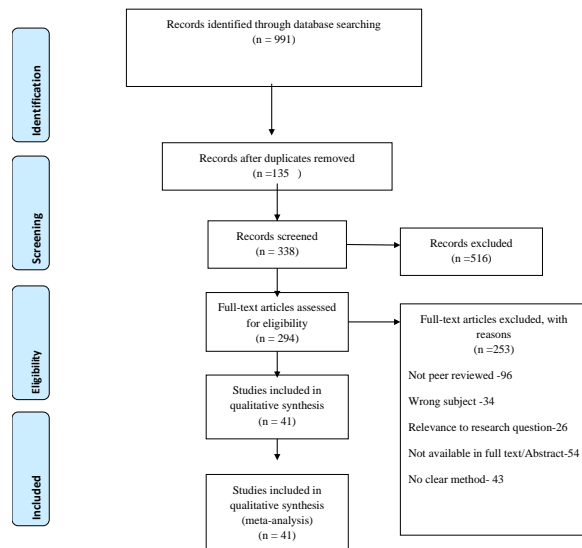 Records identified through database searching
(n = 991)
Identification
Records after duplicates removed
(n =135   )
Screening
Records screened
(n = 338)
Records excluded
(n =516)
Full-text articles assessed
for eligibility
(n = 294)
Full-text articles excluded, with
reasons
(n =253)
Not peer reviewed -96
Wrong subject -34
Relevance to research question-26
Not available in full text/Abstract-54
No clear method- 43
Eligibility
Studies included in
qualitative synthesis
(n = 41)
Included
Studies included in
qualitative synthesis
(meta-analysis)
(n = 41)